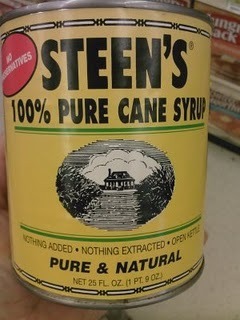 NO
PRESERVATIVES
STEEN'S®
100% PURE CANE SYRUP
NOTHING ADDED • NOTHING EXTRACTED • OPEN KETTLE
PURE & NATURAL
NET 25 FL. OZ. (1 PT. 9 OZ.)